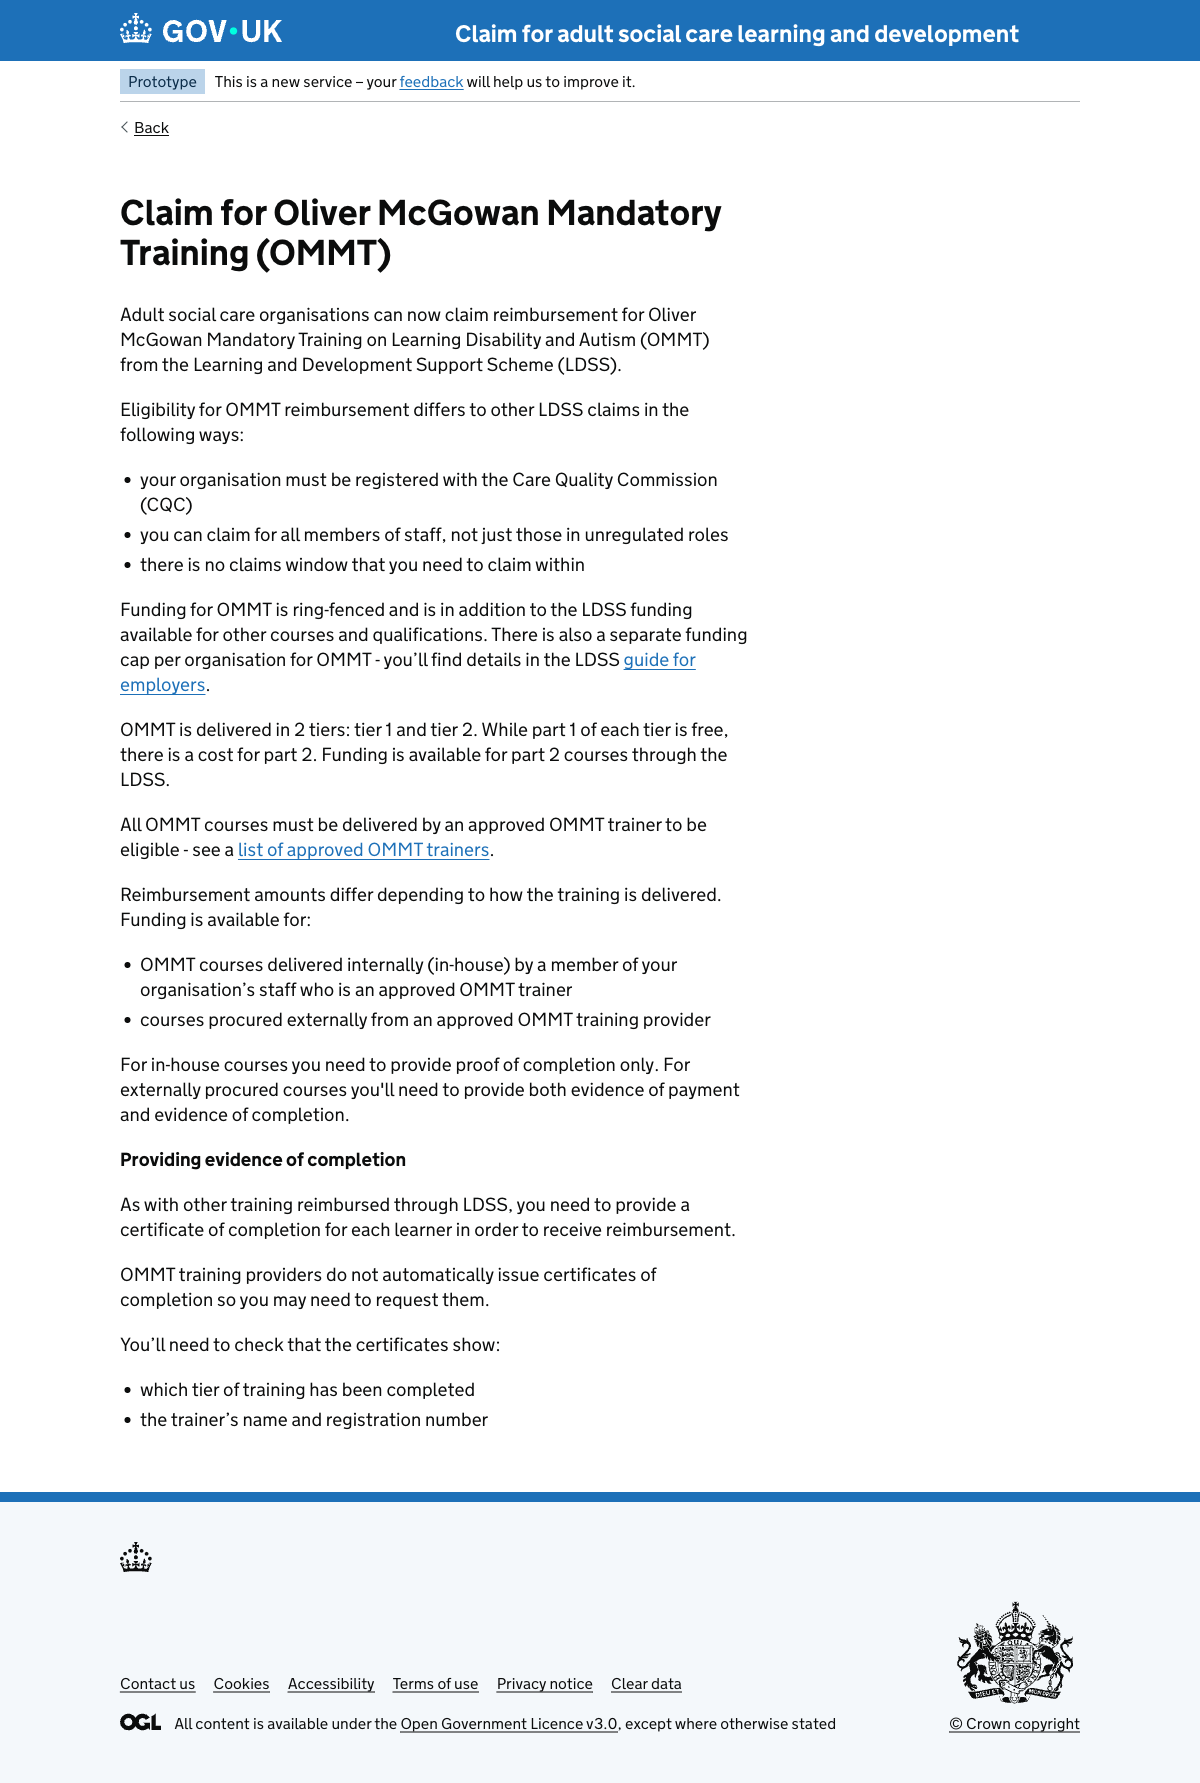 GOV·UK
Claim for adult social care learning and development
Prototype This is a new service – your feedback will help us to improve it.
Back
Claim for Oliver McGowan Mandatory
Training (OMMT)
Adult social care organisations can now claim reimbursement for Oliver
McGowan Mandatory Training on Learning Disability and Autism (OMMT)
from the Learning and Development Support Scheme (LDSS).
Eligibility for OMMT reimbursement differs to other LDSS claims in the
following ways:
• your organisation must be registered with the Care Quality Commission
(CQC)
• you can claim for all members of staff, not just those in unregulated roles
• there is no claims window that you need to claim within
Funding for OMMT is ring-fenced and is in addition to the LDSS funding
available for other courses and qualifications. There is also a separate funding
cap per organisation for OMMT - you’ll find details in the LDSS guide for
employers.
OMMT is delivered in 2 tiers: tier 1 and tier 2. While part 1 of each tier is free,
there is a cost for part 2. Funding is available for part 2 courses through the
LDSS.
All OMMT courses must be delivered by an approved OMMT trainer to be
eligible - see a list of approved OMMT trainers.
Reimbursement amounts differ depending to how the training is delivered.
Funding is available for:
• OMMT courses delivered internally (in-house) by a member of your
organisation’s staff who is an approved OMMT trainer
• courses procured externally from an approved OMMT training provider
For in-house courses you need to provide proof of completion only. For
externally procured courses you'll need to provide both evidence of payment
and evidence of completion.
Providing evidence of completion
As with other training reimbursed through LDSS, you need to provide a
certificate of completion for each learner in order to receive reimbursement.
OMMT training providers do not automatically issue certificates of
completion so you may need to request them.
You’ll need to check that the certificates show:
• which tier of training has been completed
• the trainer’s name and registration number
Contact us Cookies Accessibility Terms of use Privacy notice Clear data
OGL All content is available under the Open Government Licence v3.0, except where otherwise stated
© Crown copyright